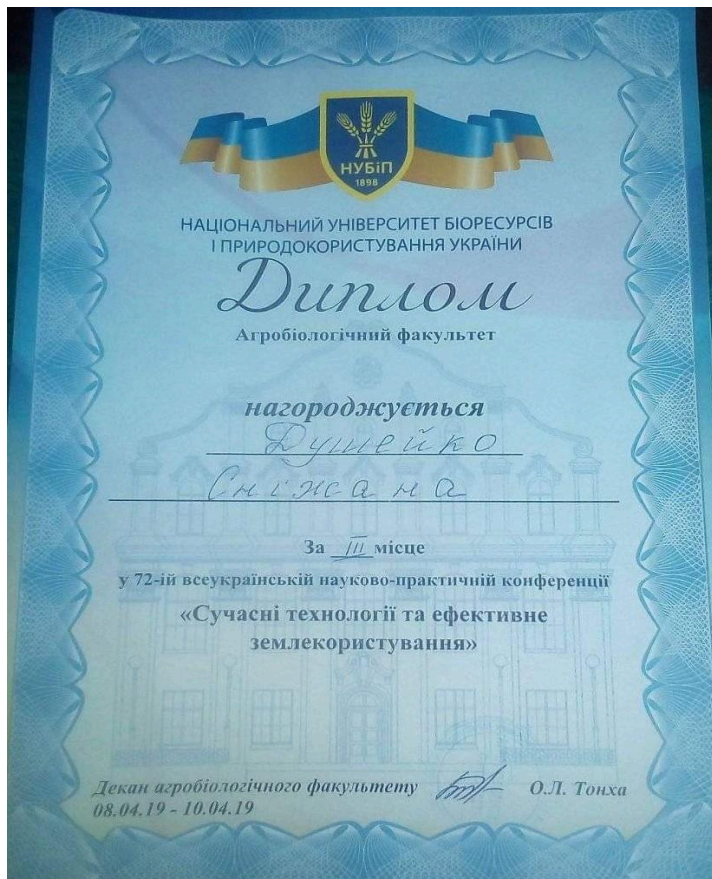 НУБіП
1898
НАЦІОНАЛЬНИЙ УНІВЕРСИТЕТ БІОРЕСУРСІВ
І ПРИРОДОКОРИСТУВАННЯ УКРАЇНИ
Диплом
Агробіологічний факультет
нагороджується
Душейко
Сніжана
За III місце
у 72-ій всеукраїнській науково-практичній конференції
«Сучасні технології та ефективне
землекористування»
Декан агробіологічного факультету О.Л. Тонха
08.04.19 - 10.04.19